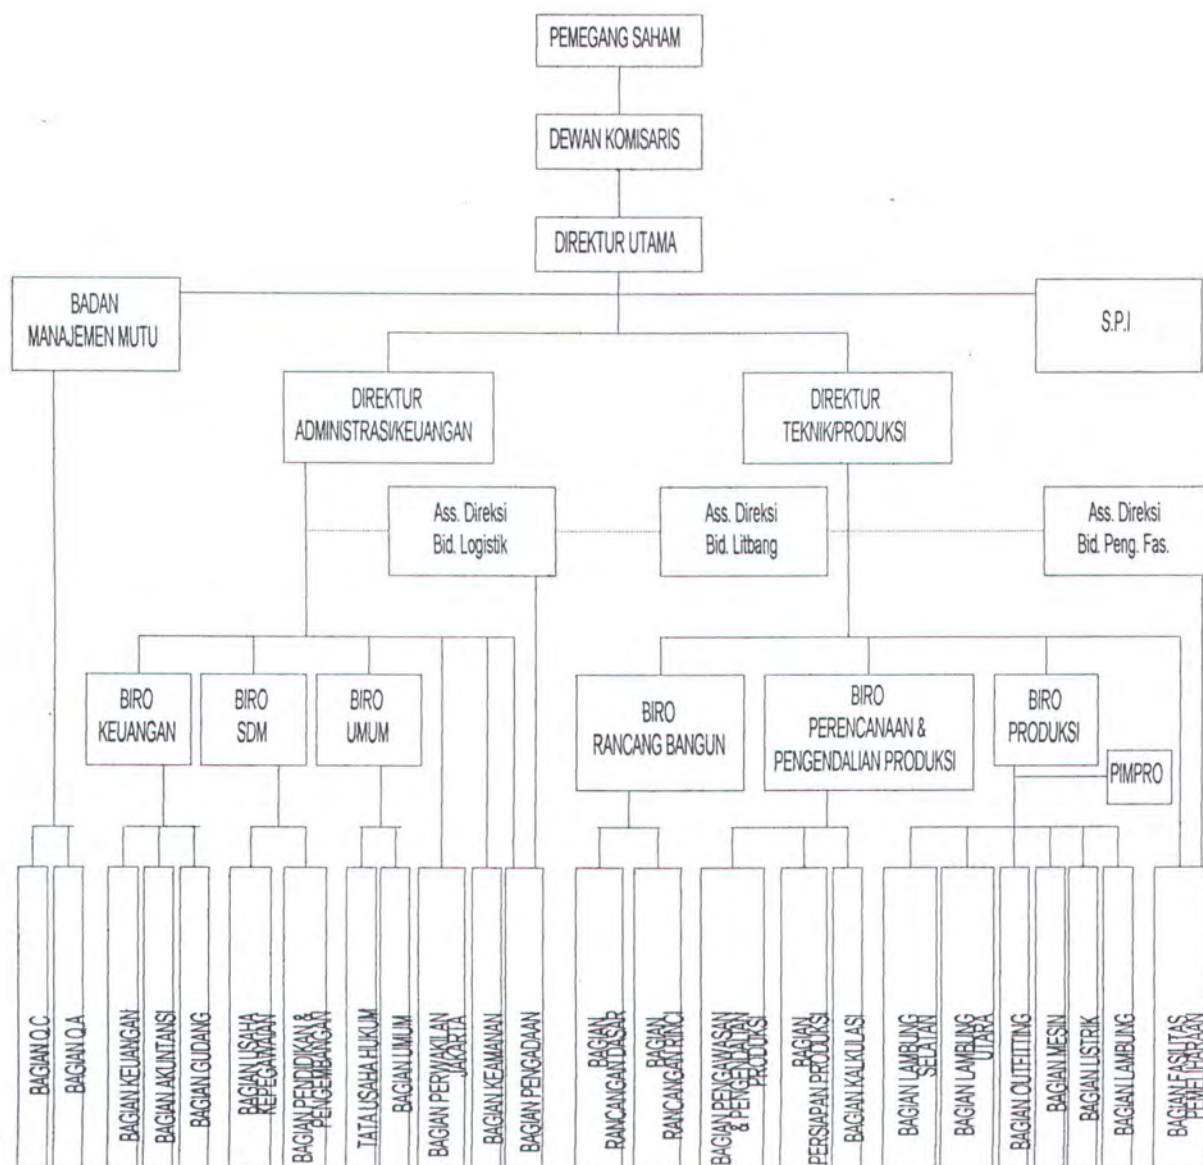 PEMEGANG SAHAM
DEWAN KOMISARIS
DIREKTUR UTAMA
BADAN
MANAJEMEN MUTU
S.P.I
DIREKTUR
ADMINISTRASI/KEUANGAN
DIREKTUR
TEKNIK/PRODUKSI
Ass. Direksi
Bid. Logistik
Ass. Direksi
Bid. Litbang
Ass. Direksi
Bid. Peng. Fas.
BIRO
KEUANGAN
BIRO
SDM
BIRO
UMUM
BIRO
RANCANG BANGUN
BIRO
PERENCANAAN &
PENGENDALIAN PRODUKSI
BIRO
PRODUKSI
PIMPRO
BAGIAN Q.C
BAGIAN Q.A
BAGIAN KEUANGAN
BAGIAN AKUNTANSI
BAGIAN GUDANG
BAGIAN USAHA
KEPEGAWAIAN
BAGIAN PENDIDIKAN &
PENGEMBANGAN
TATA USAHA HUKUM
BAGIAN UMUM
BAGIAN PERWAKILAN
JAKARTA
BAGIAN KEAMANAN
BAGIAN PENGADAAN
BAGIAN
RANCANGAN DASAR
BAGIAN
RANCANGAN RINCI
BAGIAN PENGAWASAN
& PENGENDALIAN
PRODUKSI
BAGIAN
PERSIAPAN PRODUKSI
BAGIAN KALKULASI
BAGIAN LAMBUNG
SELATAN
BAGIAN LAMBUNG
UTARA
BAGIAN OUTFITTING
BAGIAN MESIN
BAGIAN LISTRIK
BAGIAN LAMBUNG
BAGIAN FASILITAS